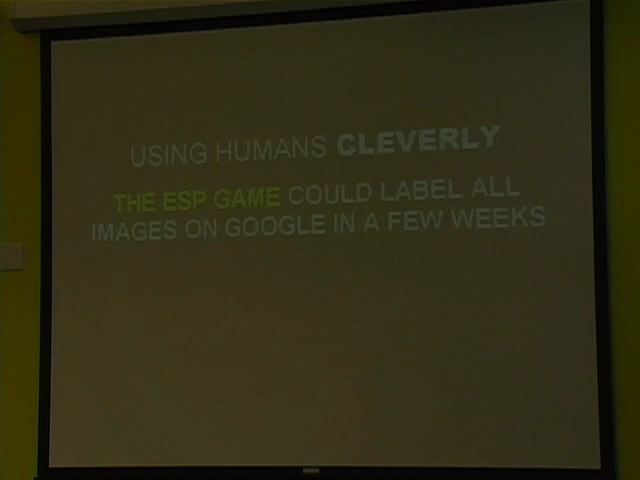 USING HUMANS CLEVERLY
THE ESP GAME COULD LABEL ALL
IMAGES ON GOOGLE IN A FEW WEEKS